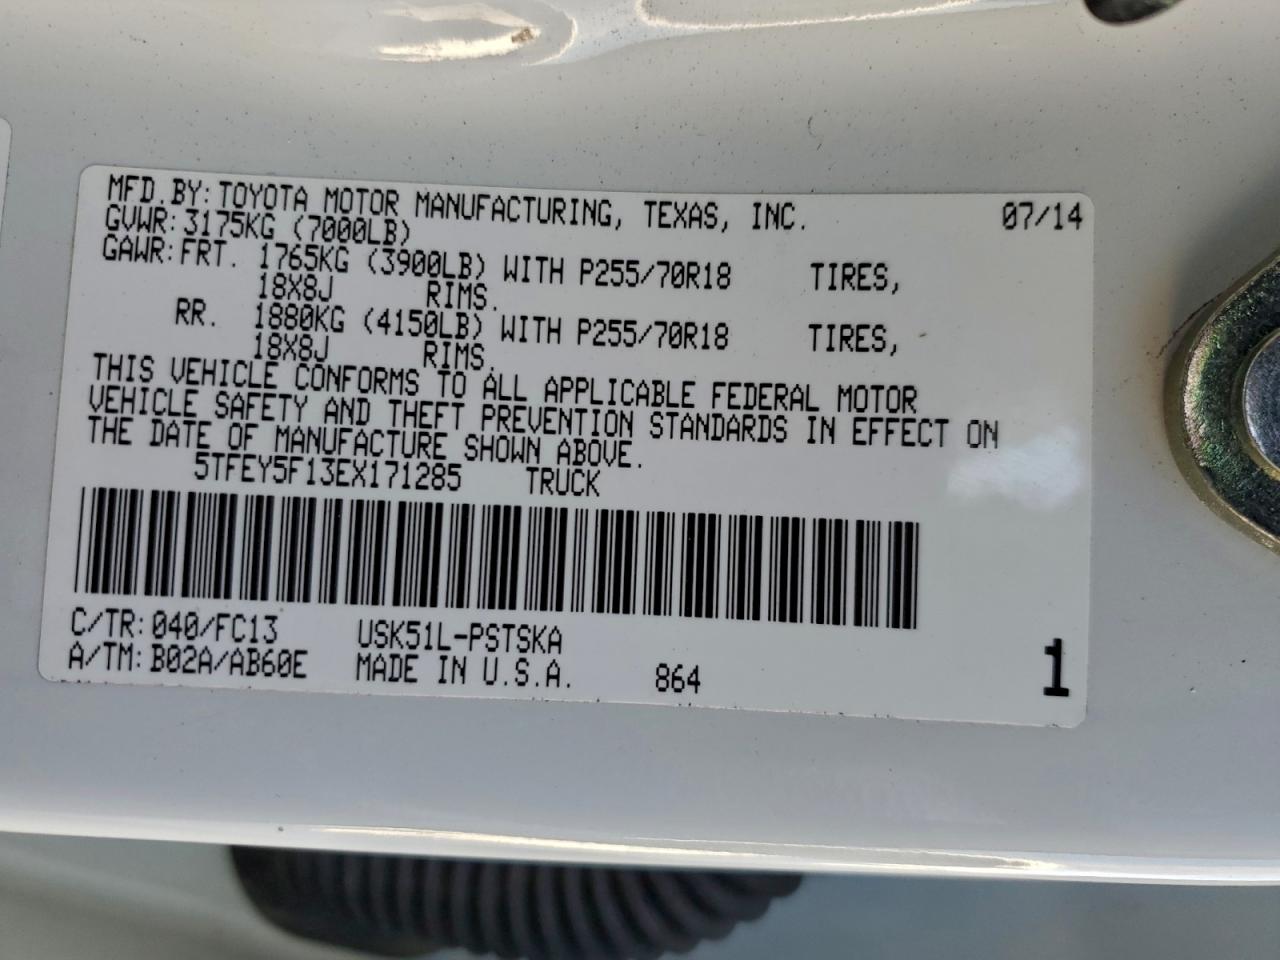 MFD.BY: TOYOTA MOTOR MANUFACTURING, TEXAS, INC. 07/14
GVWR: 3175KG (7000LB)
GAWR: FRT. 1765KG (3900LB) WITH P255/70R18 TIRES,
18X8J RIMS.
RR. 1880KG (4150LB) WITH P255/70R18 TIRES,
18X8J RIMS.
THIS VEHICLE CONFORMS TO ALL APPLICABLE FEDERAL MOTOR
VEHICLE SAFETY AND THEFT PREVENTION STANDARDS IN EFFECT ON
THE DATE OF MANUFACTURE SHOWN ABOVE.
5TFEY5F13EX171285 TRUCK
C/TR: 040/FC13 USK51L-PSTSKA
A/TM: B02A/AB60E MADE IN U.S.A. 864 1